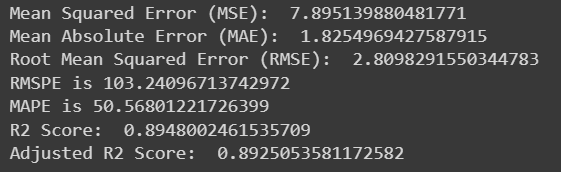 Mean Squared Error (MSE):  7.895139880481771
Mean Absolute Error (MAE):  1.8254969427587915
Root Mean Squared Error (RMSE):  2.8098291550344783
RMSPE is 103.24096713742972
MAPE is 50.56801221726399
R2 Score:  0.8948002461535709
Adjusted R2 Score:  0.8925053581172582